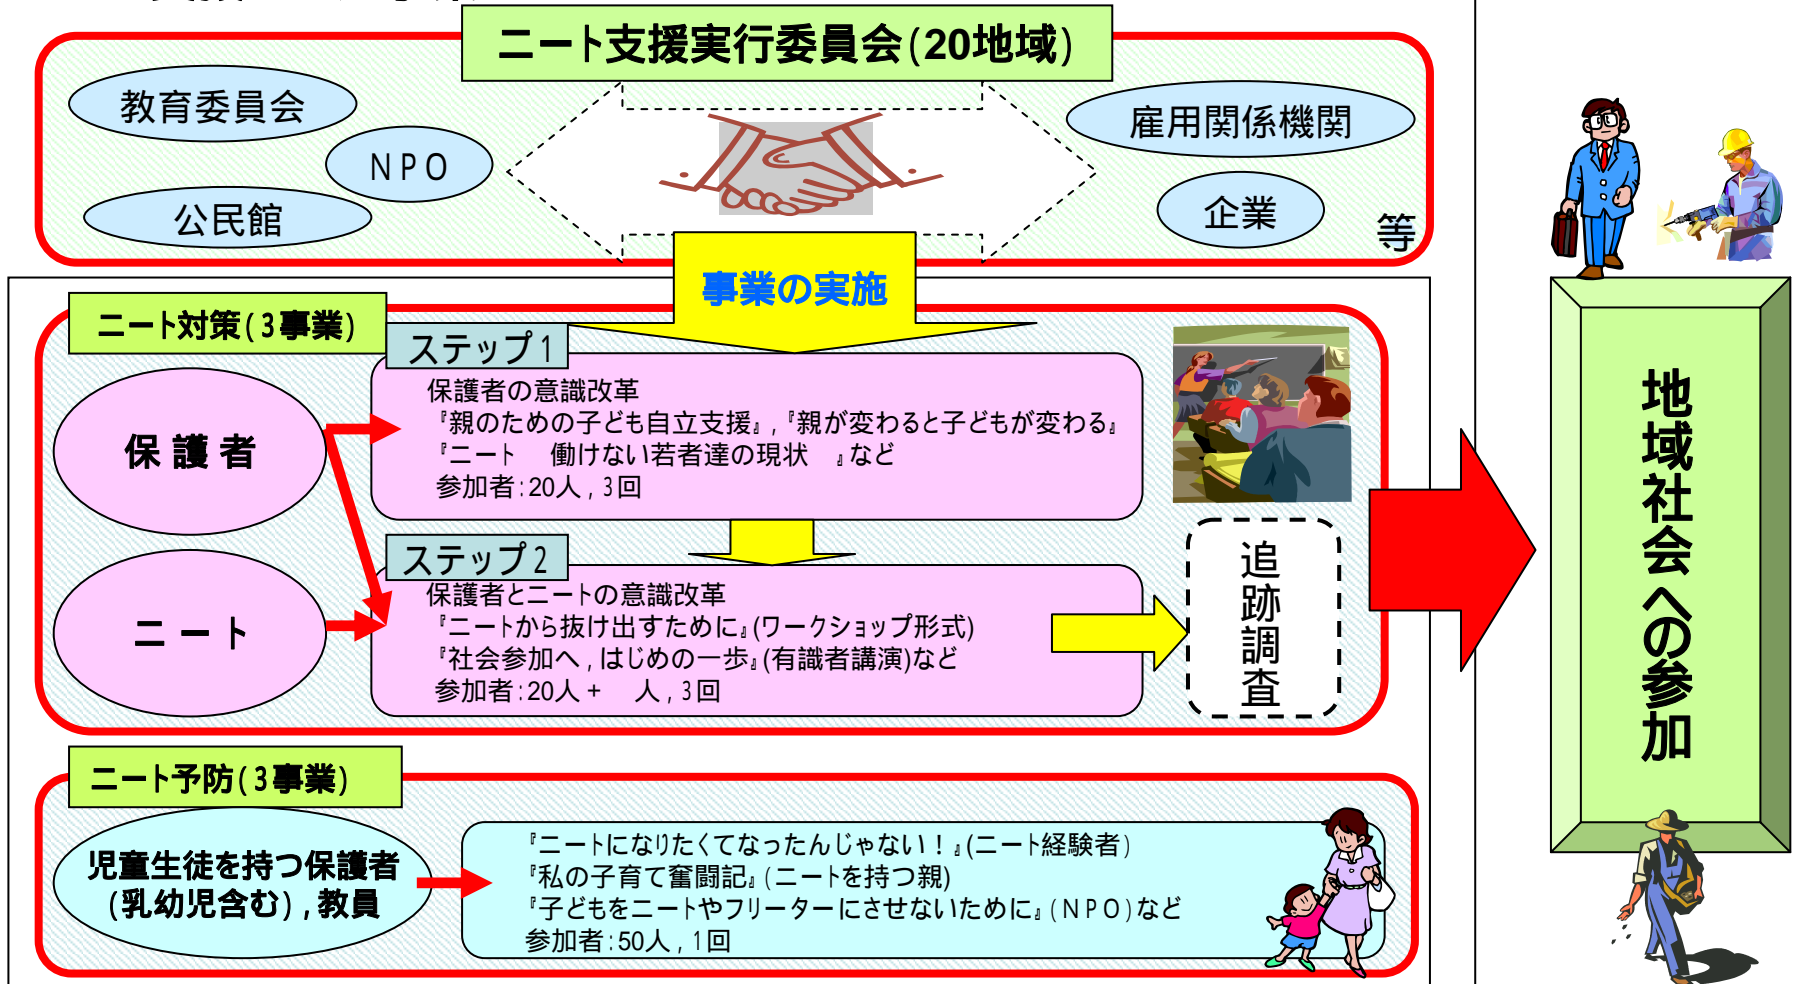 ニート支援実行委員会(20地域)
教育委員会
NPO
公民館
雇用関係機関
企業
等
事業の実施
ニート対策(3事業)
保護者
ニート
ステップ1
保護者の意識改革
『親のための子ども自立支援』,『親が変わると子どもが変わる』
『ニート　働けない若者達の現状　』など
参加者:20人,3回
ステップ2
保護者とニートの意識改革
『ニートから抜け出すために』(ワークショップ形式)
『社会参加へ,はじめの一歩』(有識者講演)など
参加者:20人+　人,3回
追跡調査
ニート予防(3事業)
児童生徒を持つ保護者
(乳幼児含む),教員
『ニートになりたくてなったんじゃない!』(ニート経験者)
『私の子育て奮闘記』(ニートを持つ親)
『子どもをニートやフリーターにさせないために』(NPO)など
参加者:50人,1回
地域社会への参加